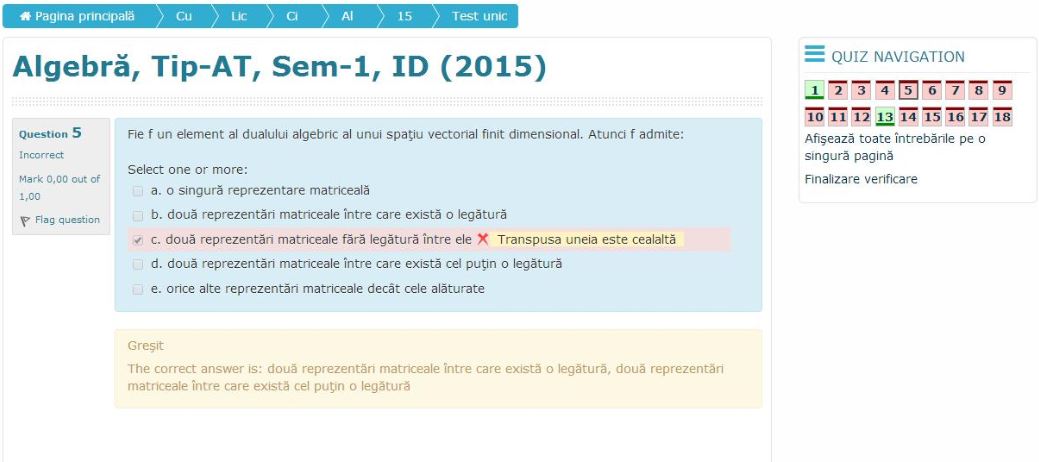 Pagina principală Cu Lic Ci Al 15 Test unic
Algebră, Tip-AT, Sem-1, ID (2015)
Question 5
Incorrect
Mark 0,00 out of
1,00
Flag question
Fie f un element al dualului algebric al unui spaţiu vectorial finit dimensional. Atunci f admite:
Select one or more:
a. o singură reprezentare matriceală
b. două reprezentări matriceale între care există o legătură
c. două reprezentări matriceale fără legătură între ele Transpusa uneia este cealaltă
d. două reprezentări matriceale între care există cel puţin o legătură
e. orice alte reprezentări matriceale decât cele alăturate
Greşit
The correct answer is: două reprezentări matriceale între care există o legătură, două reprezentări
matriceale între care există cel puţin o legătură
QUIZ NAVIGATION
1 2 3 4 5 6 7 8 9
10 11 12 13 14 15 16 17 18
Afişează toate întrebările pe o
singură pagină
Finalizare verificare